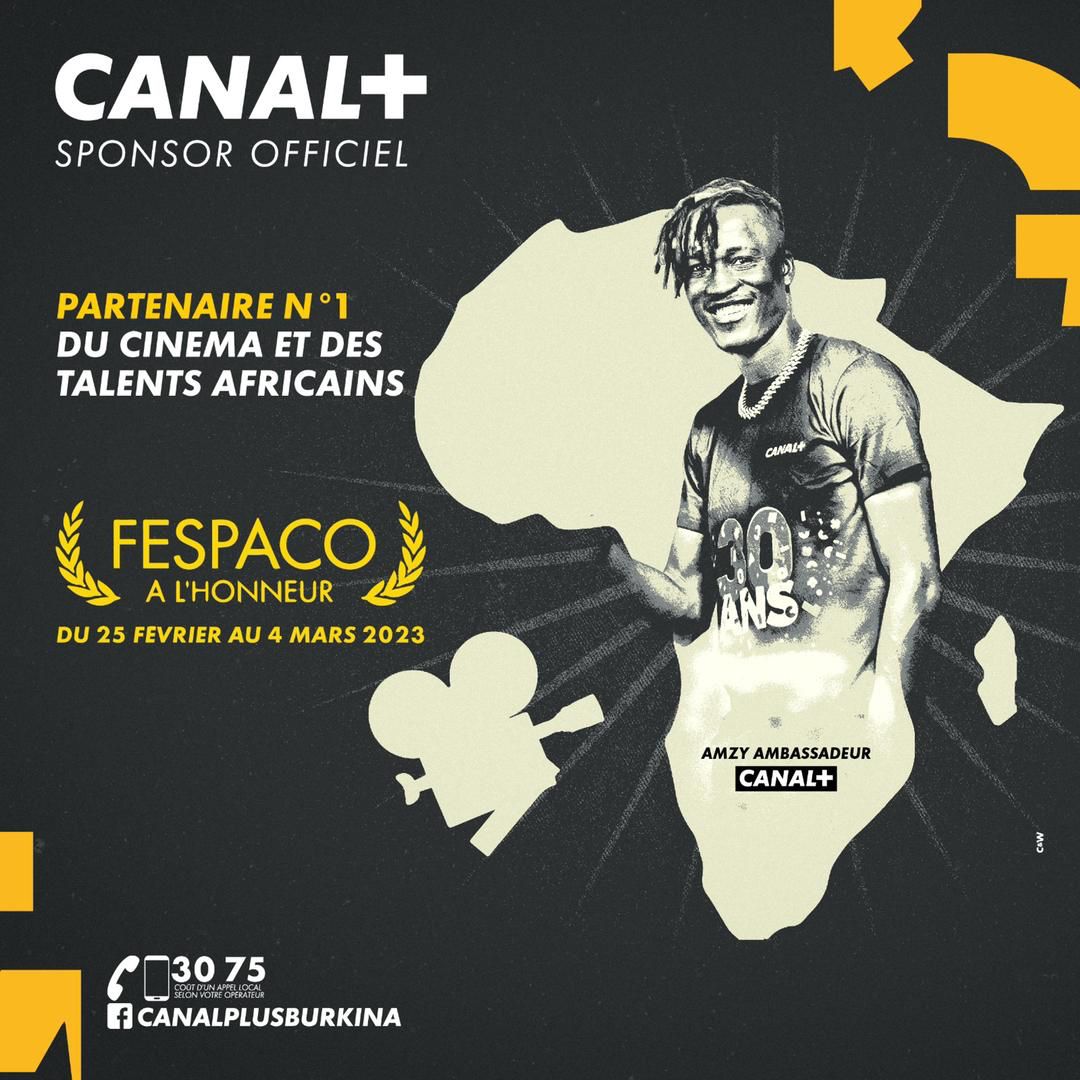 CANAL+
SPONSOR OFFICIEL
PARTENAIRE N°1
DU CINEMA ET DES
TALENTS AFRICAINS
FESPACO
A L'HONNEUR
DU 25 FEVRIER AU 4 MARS 2023
CANAL+
30
ANS
AMZY AMBASSADEUR
CANAL+
C&W
30 75
COÛT D'UN APPEL LOCAL
SELON VOTRE OPERATEUR
CANALPLUSBURKINA